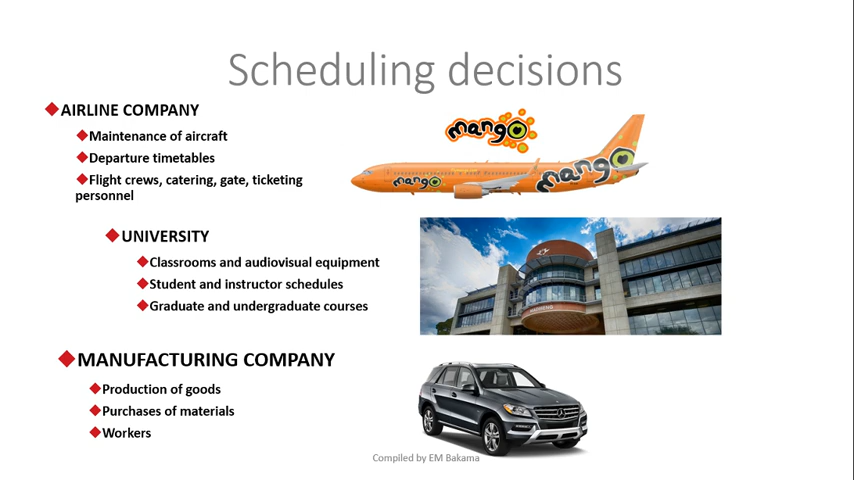 Scheduling decisions
◆AIRLINE COMPANY
◆Maintenance of aircraft
◆Departure timetables
◆Flight crews, catering, gate, ticketing
personnel
mango
mango
mango
◆UNIVERSITY
◆Classrooms and audiovisual equipment
◆Student and instructor schedules
◆Graduate and undergraduate courses
◆MANUFACTURING COMPANY
◆Production of goods
◆Purchases of materials
◆Workers
Compiled by EM Bakama